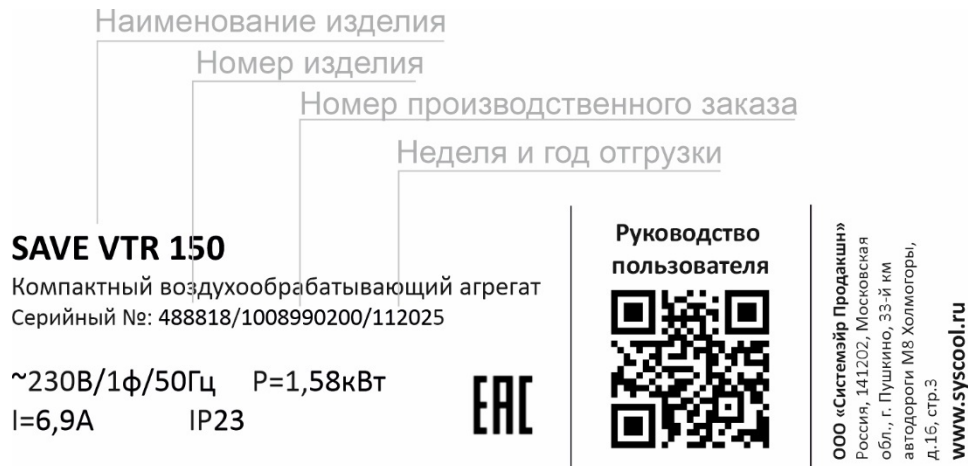 Наименование изделия
Номер изделия
Номер производственного заказа
Неделя и год отгрузки
SAVE VTR 150
Компактный воздухообрабатывающий агрегат
Серийный №: 488818/1008990200/112025
~230В/1ф/50Гц P=1,58кВт
I=6,9А IP23
EAC
Руководство
пользователя
ООО «Системэйр Продакшн»
Россия, 141202, Московская
обл., г. Пушкино, 33-й км
автодороги М8 Холмогоры,
д.16, стр.3
www.syscool.ru